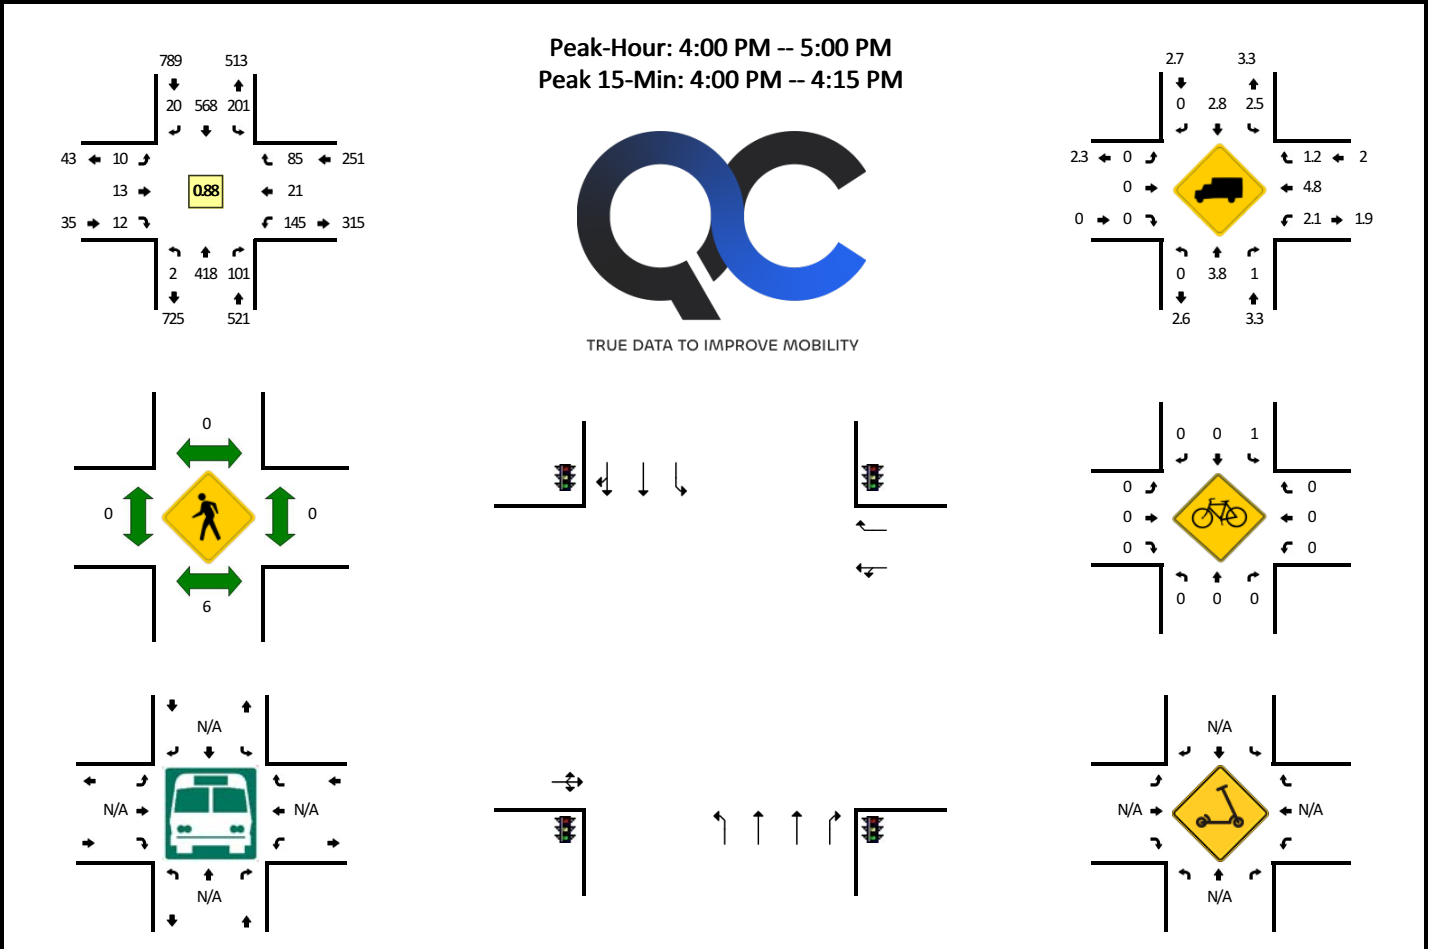 Peak-Hour: 4:00 PM -- 5:00 PM
Peak 15-Min: 4:00 PM -- 4:15 PM
789 513
20 568 201
43 10 85 251
13 0.88 21
35 12 145 315
2 418 101
725 521
2.7 3.3
0 2.8 2.5
2.3 0 1.2 2
0 4.8
0 0 2.1 1.9
0 3.8 1
2.6 3.3
QC
TRUE DATA TO IMPROVE MOBILITY
0
0 0
6
0 0 1
0 0
0 0
0 0
0 0 0
N/A
N/A N/A
N/A
N/A
N/A N/A
N/A